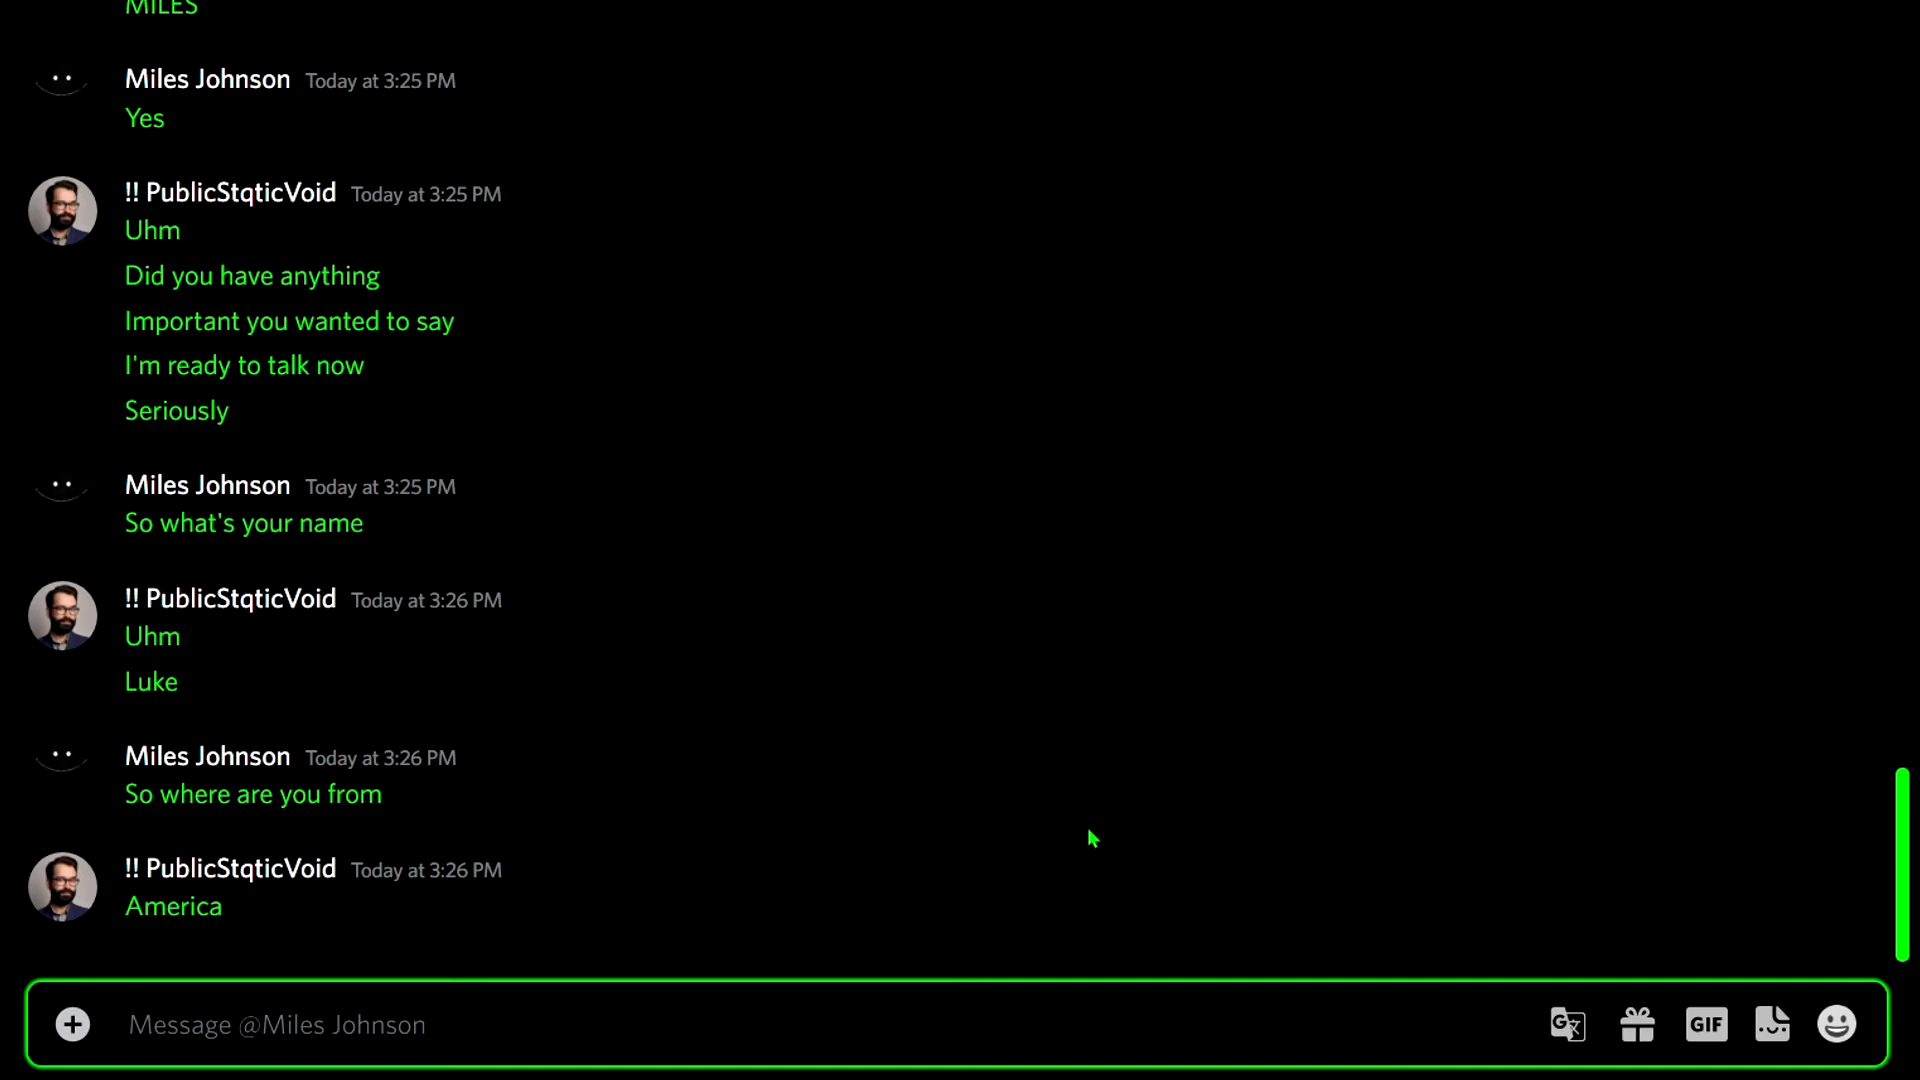 MILES
Miles Johnson Today at 3:25 PM
Yes
!! PublicStqticVoid Today at 3:25 PM
Uhm
Did you have anything
Important you wanted to say
I'm ready to talk now
Seriously
Miles Johnson Today at 3:25 PM
So what's your name
!! PublicStqticVoid Today at 3:26 PM
Uhm
Luke
Miles Johnson Today at 3:26 PM
So where are you from
!! PublicStqticVoid Today at 3:26 PM
America
Message @Miles Johnson GIF